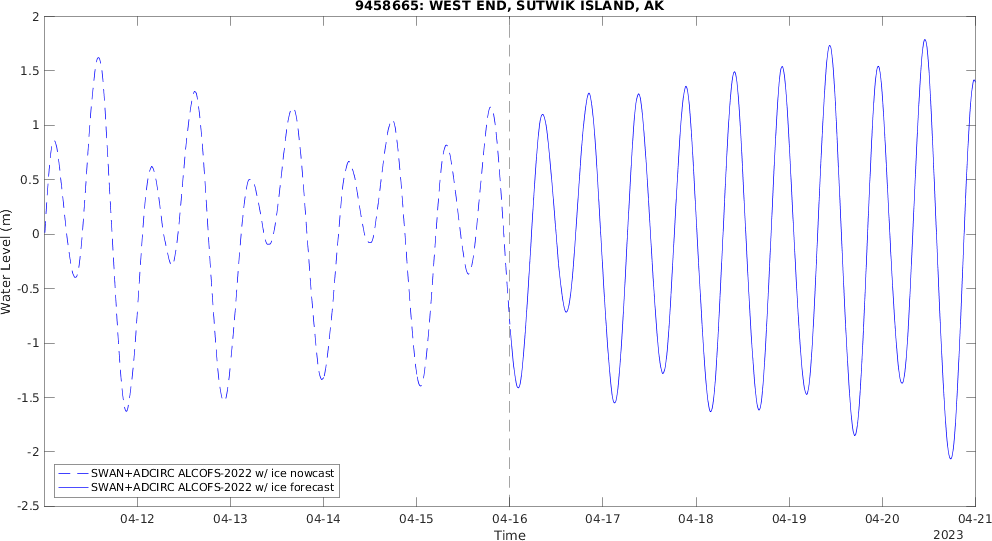 9458665: WEST END, SUTWIK ISLAND, AK
Water Level (m)
2
1.5
1
0.5
0
-0.5
-1
-1.5
-2
-2.5
SWAN+ADCIRC ALCOFS-2022 w/ ice nowcast
SWAN+ADCIRC ALCOFS-2022 w/ ice forecast
04-12 04-13 04-14 04-15 04-16 04-17 04-18 04-19 04-20 04-21
Time
2023